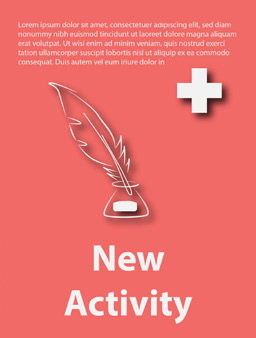 Lorem ipsum dolor sit amet, consectetuer adipiscing elit, sed diam
nonummy nibh euismod tincidunt ut laoreet dolore magna aliquam
erat volutpat. Ut wisi enim ad minim veniam, quis nostrud exerci
tation ullamcorper suscipit lobortis nisl ut aliquip ex ea commodo
consequat. Duis autem vel eum iriure dolor in
New
Activity